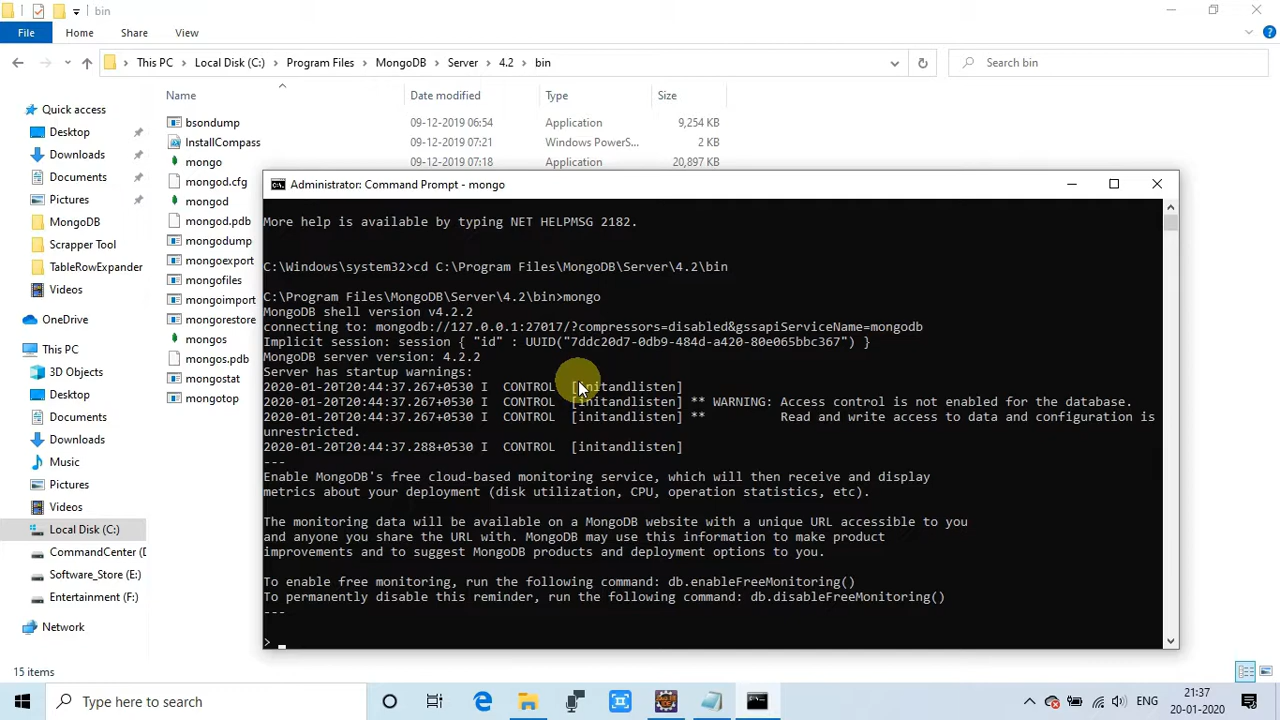 bin
File Home Share View
This PC Local Disk (C:) Program Files MongoDB Server 4.2 bin
Search bin
Name Date modified Type Size
Quick access
Desktop
Downloads
Documents
Pictures
MongoDB
Scrapper Tool
TableRowExpander
Videos
OneDrive
This PC
3D Objects
Desktop
Documents
Downloads
Music
Pictures
Videos
Local Disk (C:)
CommandCenter (D
Software_Store (E:)
Entertainment (F:)
Network
bsondump 09-12-2019 06:54 Application 9,254 KB
InstallCompass 09-12-2019 07:21 Windows PowerS... 2 KB
mongo 09-12-2019 07:18 Application 20,897 KB
mongod.cfg
mongod
mongod.pdb
mongodump
mongoexport
mongofiles
mongoimport
mongorestore
mongos
mongos.pdb
mongostat
mongotop
Administrator: Command Prompt - mongo
More help is available by typing NET HELPMSG 2182.
C:\Windows\system32>cd C:\Program Files\MongoDB\Server\4.2\bin
C:\Program Files\MongoDB\Server\4.2\bin>mongo
MongoDB shell version v4.2.2
connecting to: mongodb://127.0.0.1:27017/?compressors=disabled&gssapiServiceName=mongodb
Implicit session: session { "id" : UUID("7ddc20d7-0db9-484d-a420-80e065bbc367") }
MongoDB server version: 4.2.2
Server has startup warnings:
2020-01-20T20:44:37.267+0530 I CONTROL [initandlisten]
2020-01-20T20:44:37.267+0530 I CONTROL [initandlisten] ** WARNING: Access control is not enabled for the database.
2020-01-20T20:44:37.267+0530 I CONTROL [initandlisten] ** Read and write access to data and configuration is
unrestricted.
2020-01-20T20:44:37.288+0530 I CONTROL [initandlisten]
---
Enable MongoDB's free cloud-based monitoring service, which will then receive and display
metrics about your deployment (disk utilization, CPU, operation statistics, etc).
The monitoring data will be available on a MongoDB website with a unique URL accessible to you
and anyone you share the URL with. MongoDB may use this information to make product
improvements and to suggest MongoDB products and deployment options to you.
To enable free monitoring, run the following command: db.enableFreeMonitoring()
To permanently disable this reminder, run the following command: db.disableFreeMonitoring()
---
>
15 items
Type here to search
ENG
21:37
20-01-2020